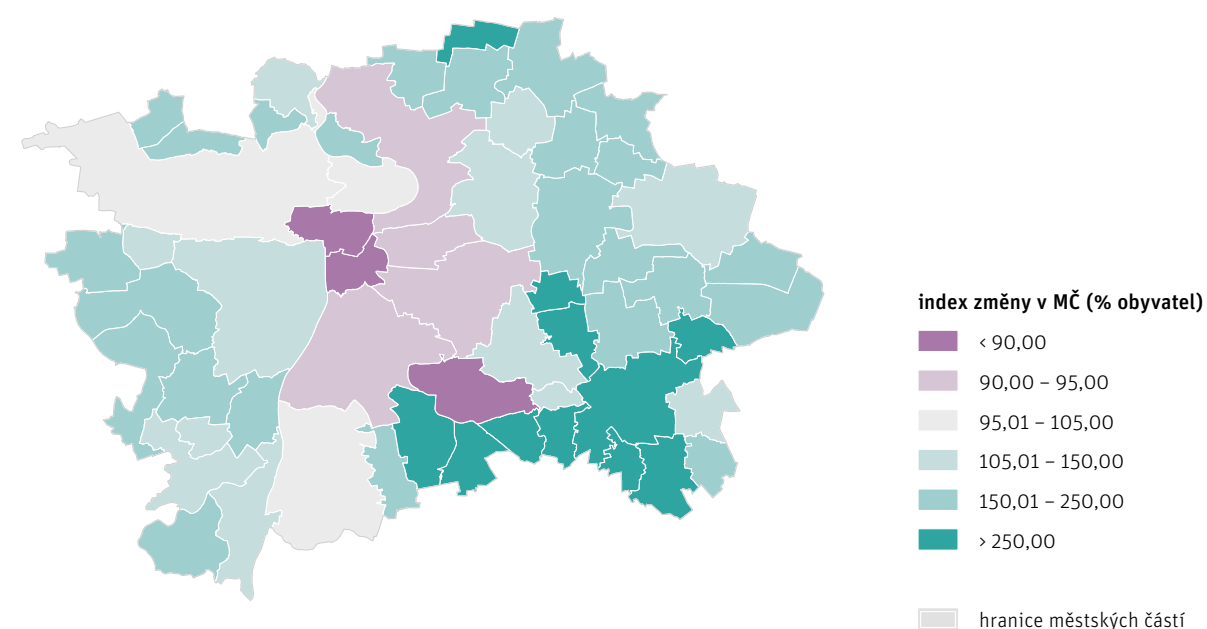 index změny v MČ (% obyvatel)
< 90,00
90,00 – 95,00
95,01 – 105,00
105,01 – 150,00
150,01 – 250,00
> 250,00
hranice městských částí